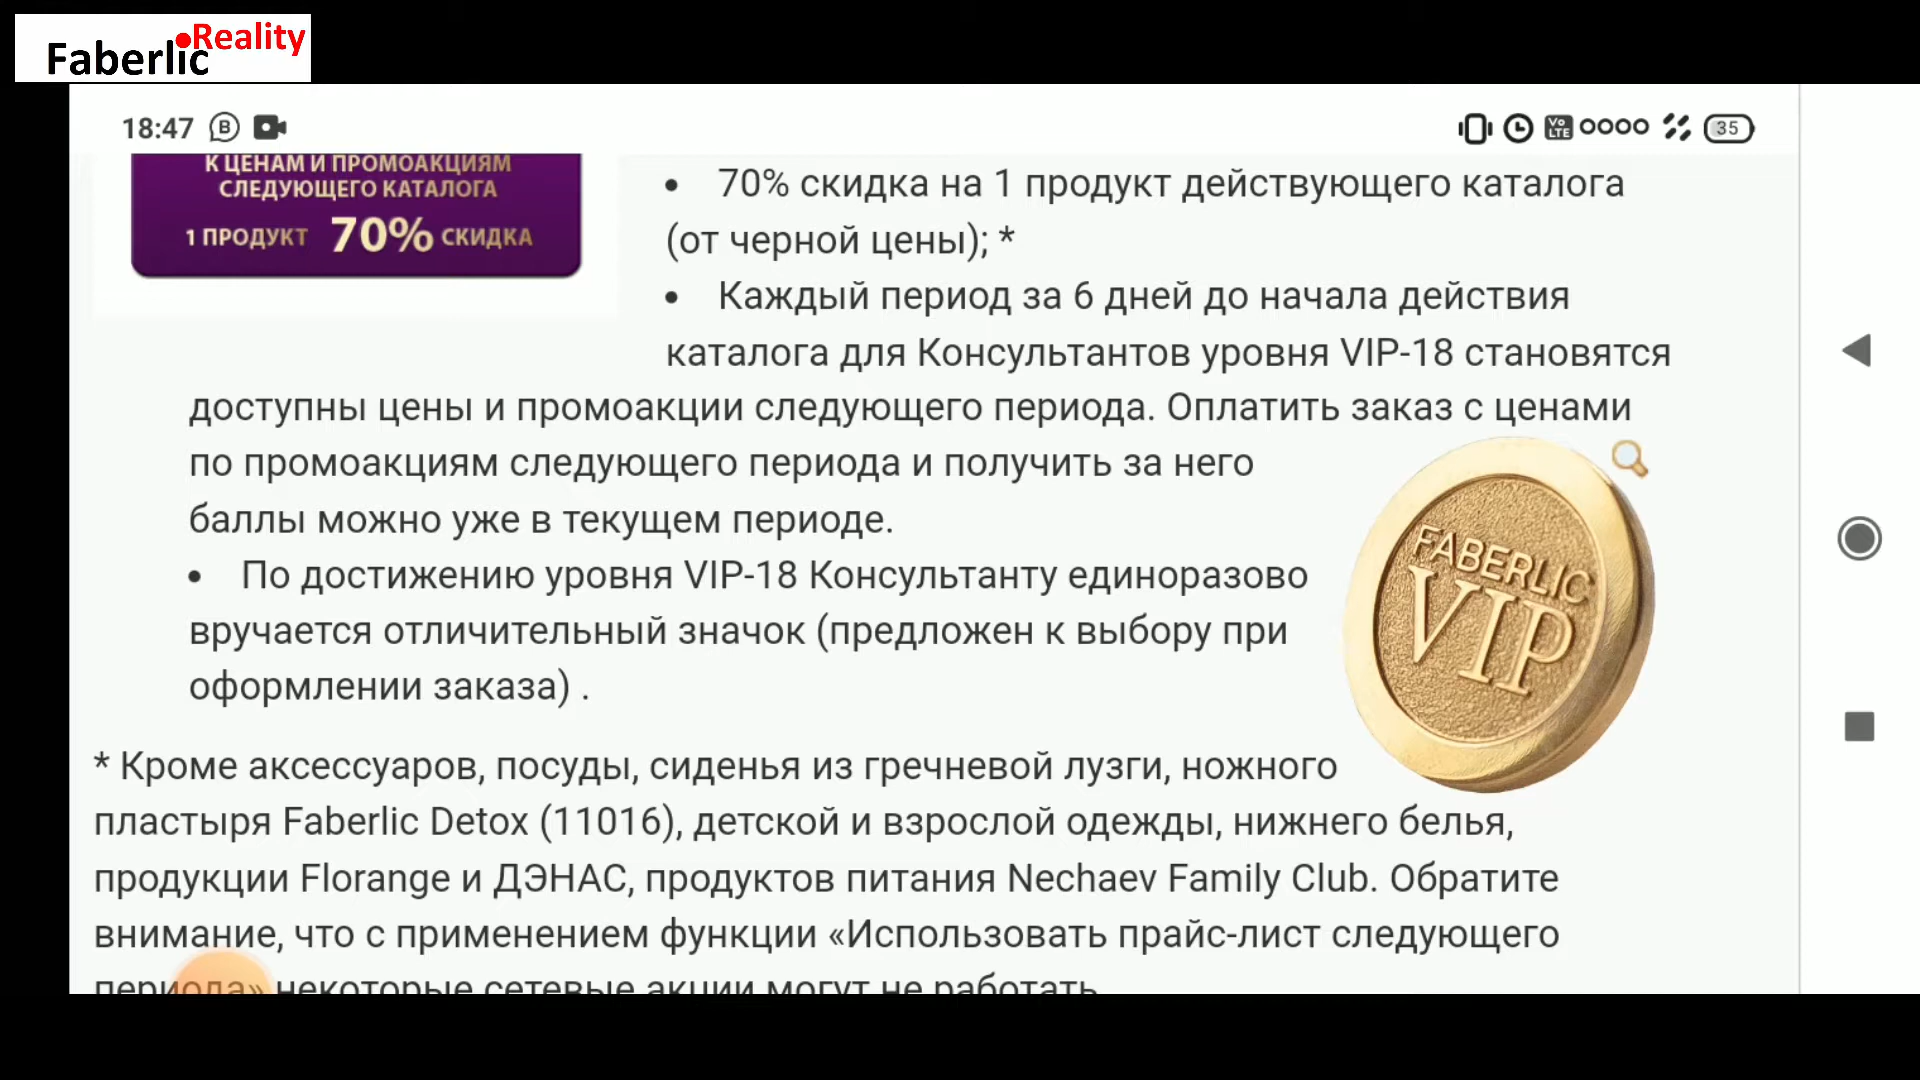 Faberlic Reality
18:47 B Vo LTE 35
К ЦЕНАМ И ПРОМОАКЦИЯМ
СЛЕДУЮЩЕГО КАТАЛОГА
1 ПРОДУКТ 70% СКИДКА
• 70% скидка на 1 продукт действующего каталога
(от черной цены); *
• Каждый период за 6 дней до начала действия
каталога для Консультантов уровня VIP-18 становятся
доступны цены и промоакции следующего периода. Оплатить заказ с ценами
по промоакциям следующего периода и получить за него
баллы можно уже в текущем периоде.
• По достижению уровня VIP-18 Консультанту единоразово
вручается отличительный значок (предложен к выбору при
оформлении заказа) .
FABERLIC
VIP
* Кроме аксессуаров, посуды, сиденья из гречневой лузги, ножного
пластыря Faberlic Detox (11016), детской и взрослой одежды, нижнего белья,
продукции Florange и ДЭНАС, продуктов питания Nechaev Family Club. Обратите
внимание, что с применением функции «Использовать прайс-лист следующего
периода» некоторые сетевые акции могут не работать